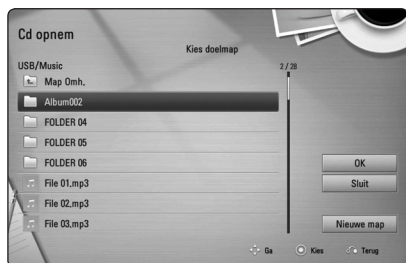 Cd opnem
Kies doelmap
USB/Music
2 / 28
Map Omh.
Album002
FOLDER 04
FOLDER 05
FOLDER 06
File 01.mp3
File 02.mp3
File 03.mp3
OK
Sluit
Nieuwe map
Ga
Kies
Terug